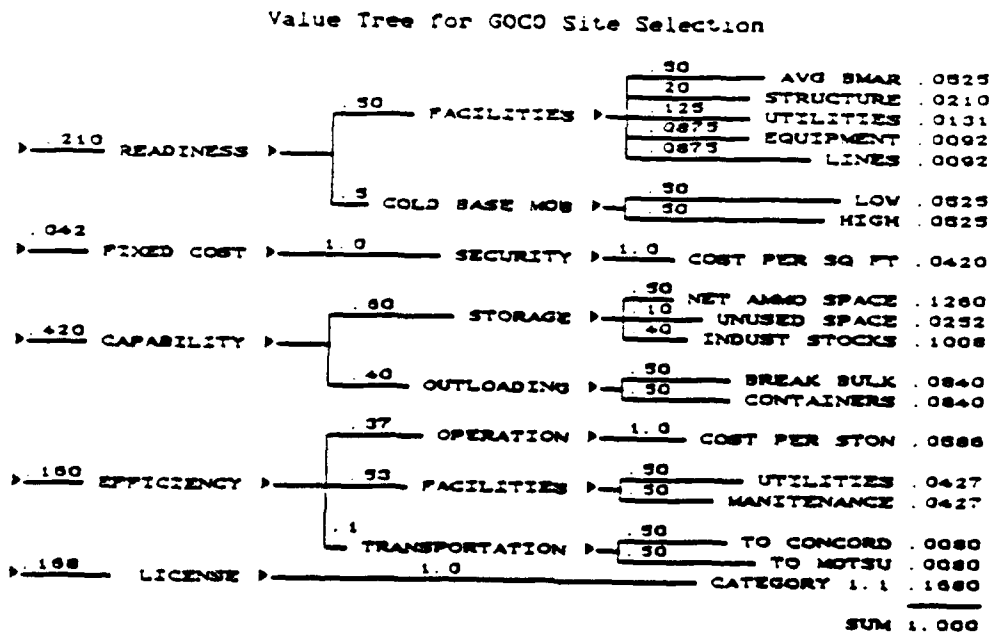 Value Tree for GOCO Site Selection
.50 AVG BMAR .0525
.20 STRUCTURE .0210
.50 FACILITIES .125 UTILITIES .0131
.0875 EQUIPMENT .0092
.210 READINESS .0875 LINES .0092
.5 COLD BASE MOB .50 LOW .0525
.50 HIGH .0525
.042 FIXED COST 1.0 SECURITY 1.0 COST PER SQ FT .0420
.50 NET AMMO SPACE .1260
.60 STORAGE .10 UNUSED SPACE .0252
.420 CAPABILITY .40 INDUST STOCKS .1008
.40 OUTLOADING .50 BREAK BULK .0840
.50 CONTAINERS .0840
.37 OPERATION 1.0 COST PER STON .0586
.160 EFFICIENCY .53 FACILITIES .50 UTILITIES .0427
.50 MANITENANCE .0427
.1 TRANSPORTATION .50 TO CONCORD .0080
.50 TO MOTSU .0080
.168 LICENSE 1.0 CATEGORY 1.1 .1680
SUM 1.000